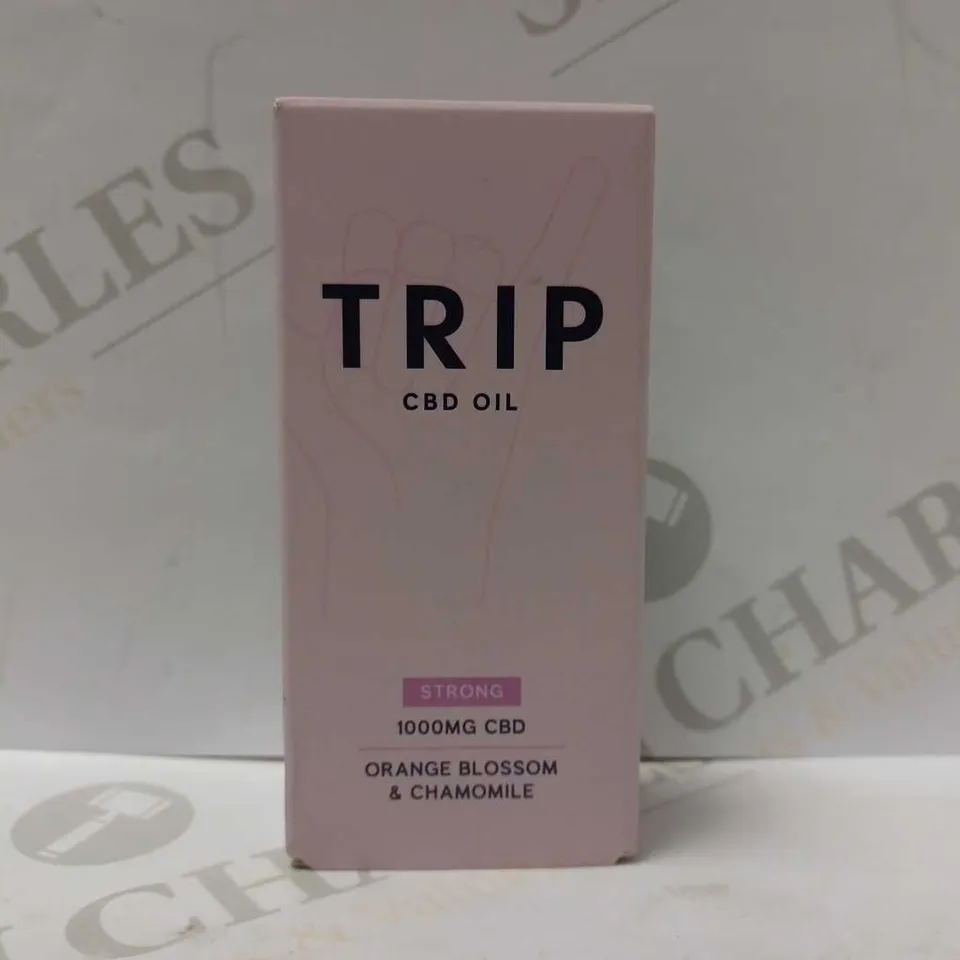 TRIP
CBD OIL
STRONG
1000MG CBD
ORANGE BLOSSOM
& CHAMOMILE